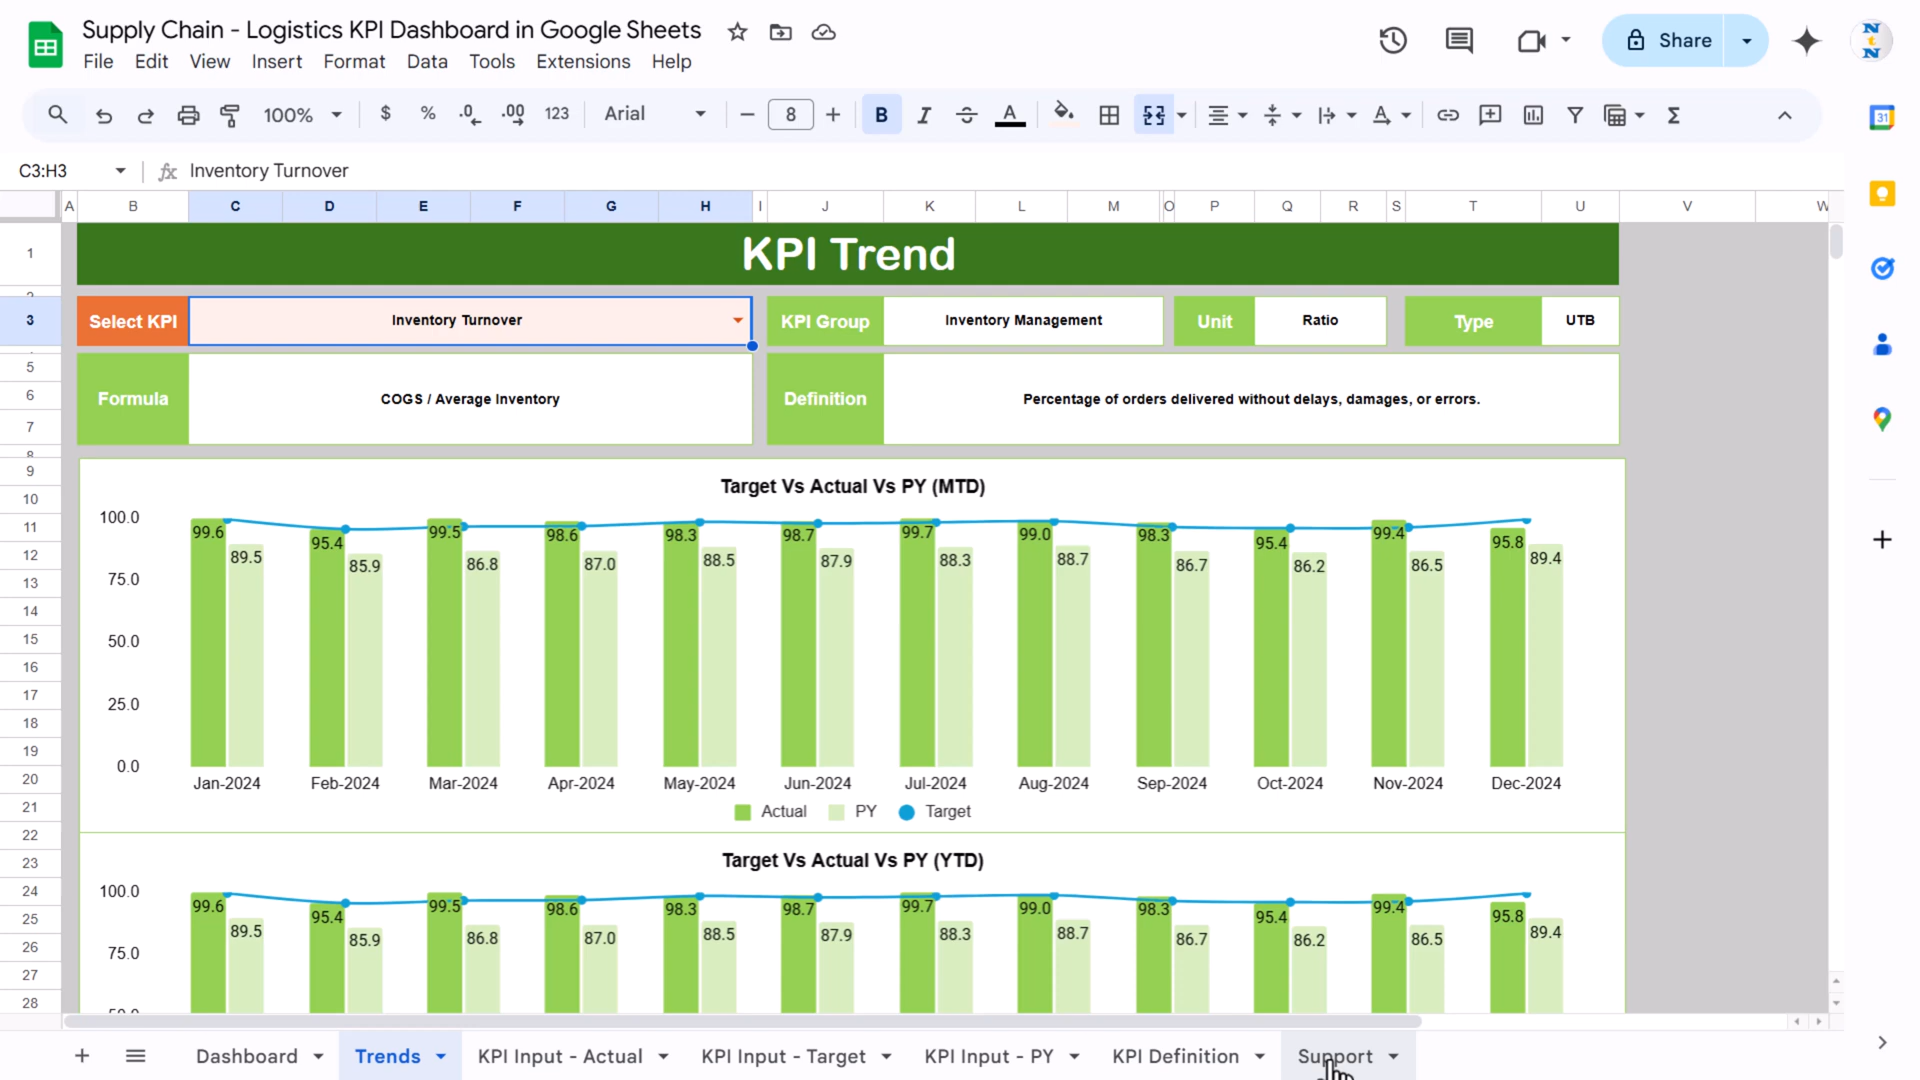 Supply Chain - Logistics KPI Dashboard in Google Sheets
Share
File Edit View Insert Format Data Tools Extensions Help
100% $ % .0 .00 123 Arial 8 B I A
C3:H3 fx Inventory Turnover
31
A B C D E F G H I J K L M O P Q R S T U V W
1 KPI Trend
2
3 Select KPI Inventory Turnover KPI Group Inventory Management Unit Ratio Type UTB
5
6 Formula COGS / Average Inventory Definition Percentage of orders delivered without delays, damages, or errors.
7
8
9
Target Vs Actual Vs PY (MTD)
10
100.0
11
99.6 89.5 95.4 85.9 99.5 86.8 98.6 87.0 98.3 88.5 98.7 87.9 99.7 88.3 99.0 88.7 98.3 86.7 95.4 86.2 99.4 86.5 95.8 89.4
12
13
75.0
14
15
50.0
16
17
25.0
18
19
0.0
20
Jan-2024 Feb-2024 Mar-2024 Apr-2024 May-2024 Jun-2024 Jul-2024 Aug-2024 Sep-2024 Oct-2024 Nov-2024 Dec-2024
21
Actual PY Target
22
23
Target Vs Actual Vs PY (YTD)
24
100.0
25
99.6 89.5 95.4 85.9 99.5 86.8 98.6 87.0 98.3 88.5 98.7 87.9 99.7 88.3 99.0 88.7 98.3 86.7 95.4 86.2 99.4 86.5 95.8 89.4
26
75.0
27
28
50.0
Dashboard Trends KPI Input - Actual KPI Input - Target KPI Input - PY KPI Definition Support